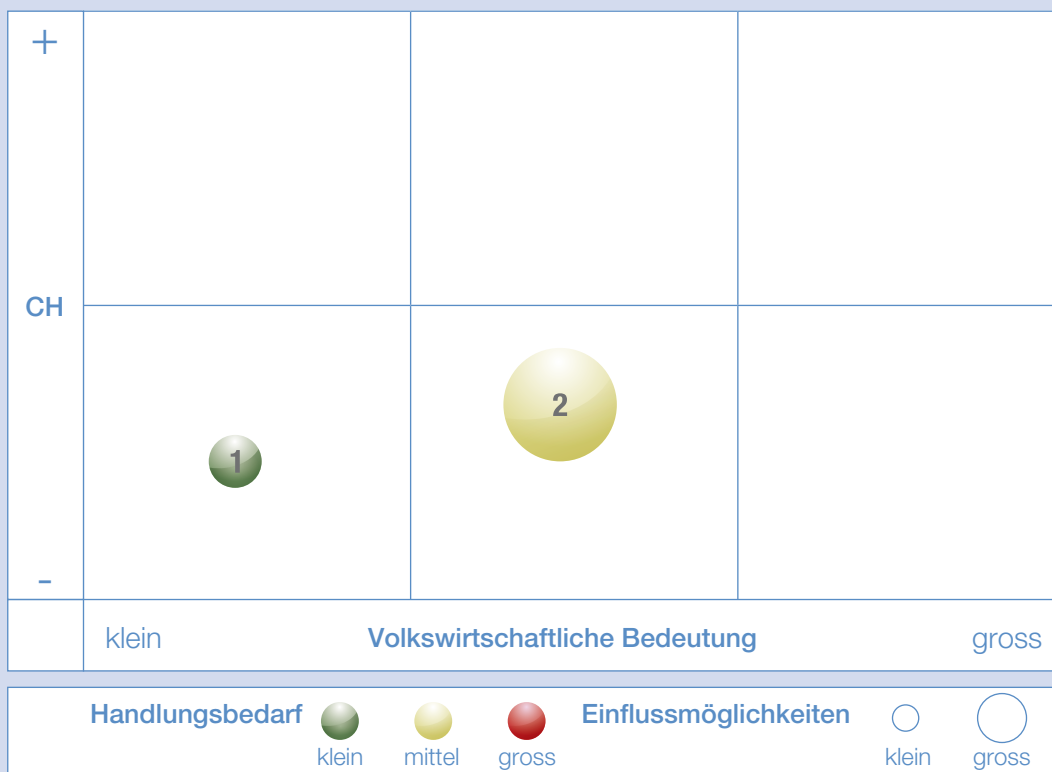 +
CH
2
1
-
klein Volkswirtschaftliche Bedeutung gross
Handlungsbedarf Einflussmöglichkeiten
klein mittel gross klein gross